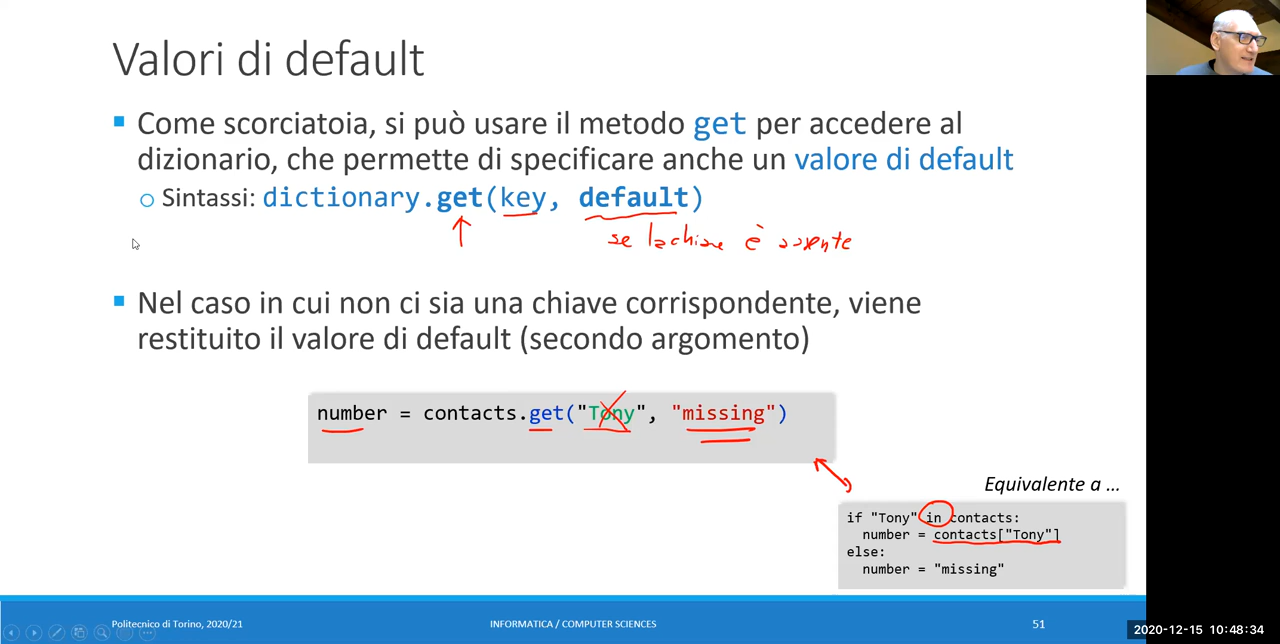 Valori di default
Come scorciatoia, si può usare il metodo get per accedere al
dizionario, che permette di specificare anche un valore di default
Sintassi: dictionary.get(key, default)
se la chiave è assente
Nel caso in cui non ci sia una chiave corrispondente, viene
restituito il valore di default (secondo argomento)
number = contacts.get("Tony", "missing")
Equivalente a …
if "Tony" in contacts:
number = contacts["Tony"]
else:
number = "missing"
Politecnico di Torino, 2020/21
INFORMATICA / COMPUTER SCIENCES
51
2020-12-15 10:48:34